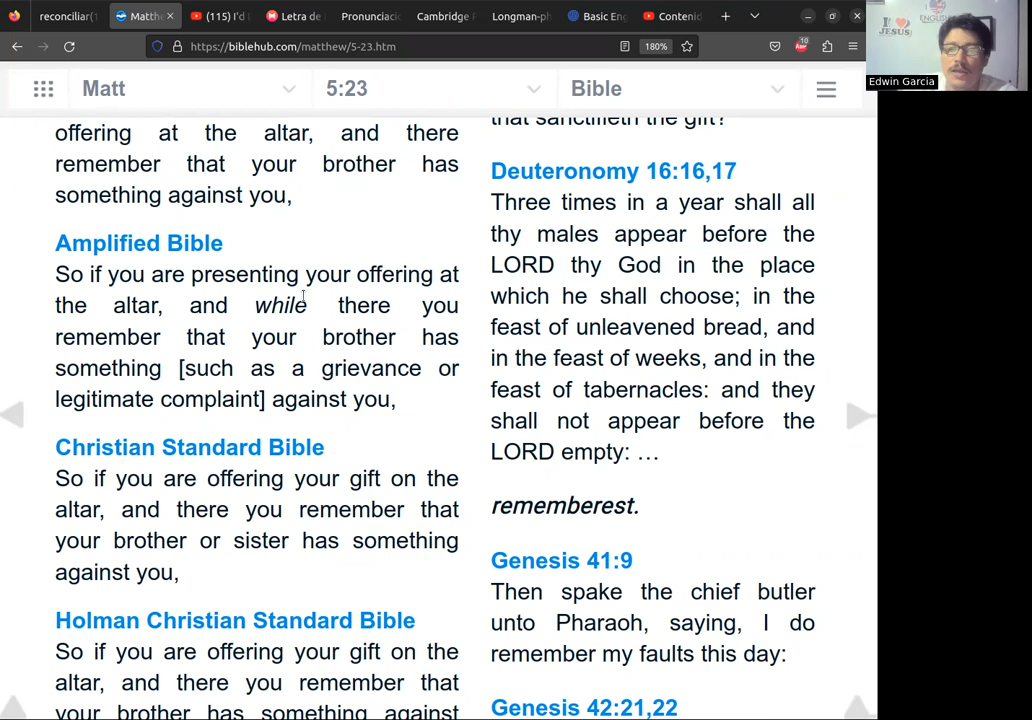 reconciliar(
Matthe
(115) I'd
Letra de
Pronunciació
Cambridge
Longman-ph
Basic Eng
Contenid
https://biblehub.com/matthew/5-23.htm
180%
10
I
JESUS!
ENGLISH
Edwin Garcia
Matt
5:23
Bible
offering at the altar, and there
remember that your brother has
something against you,
Amplified Bible
So if you are presenting your offering at
the altar, and while there you
remember that your brother has
something [such as a grievance or
legitimate complaint] against you,
Christian Standard Bible
So if you are offering your gift on the
altar, and there you remember that
your brother or sister has something
against you,
Holman Christian Standard Bible
So if you are offering your gift on the
altar, and there you remember that
your brother has something against
that sanctifieth the gift?
Deuteronomy 16:16,17
Three times in a year shall all
thy males appear before the
LORD thy God in the place
which he shall choose; in the
feast of unleavened bread, and
in the feast of weeks, and in the
feast of tabernacles: and they
shall not appear before the
LORD empty: …
rememberest.
Genesis 41:9
Then spake the chief butler
unto Pharaoh, saying, I do
remember my faults this day:
Genesis 42:21,22